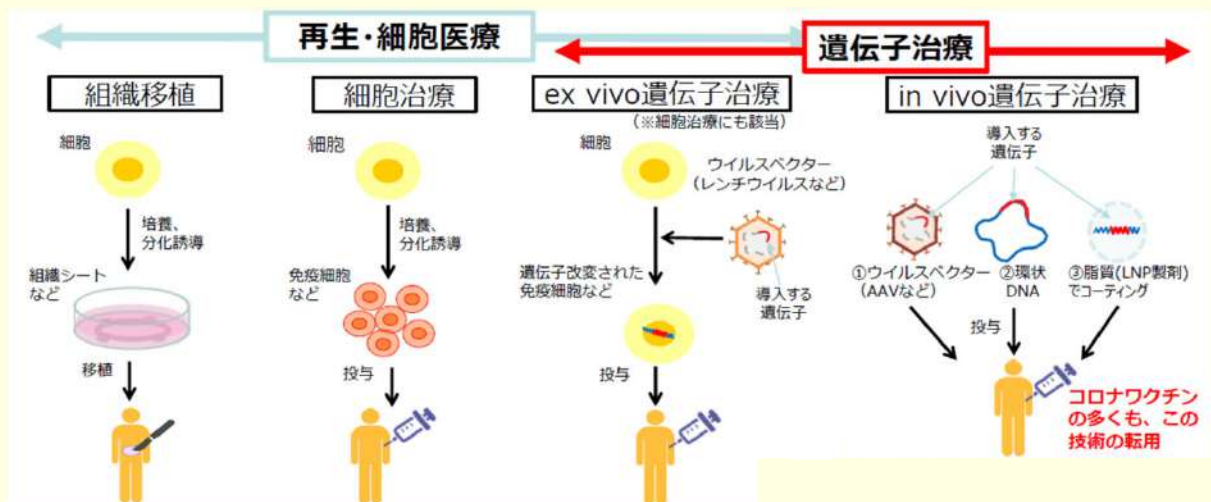 再生・細胞医療
遺伝子治療
組織移植
細胞
培養、
分化誘導
組織シート
など
移植
細胞治療
細胞
培養、
分化誘導
免疫細胞
など
投与
ex vivo遺伝子治療
(※細胞治療にも該当)
細胞
ウイルスベクター
(レンチウイルスなど)
遺伝子改変された
免疫細胞など
導入する
遺伝子
投与
in vivo遺伝子治療
導入する
遺伝子
①ウイルスベクター
(AAVなど)
②環状
DNA
③脂質(LNP製剤)
でコーティング
投与
コロナワクチン
の多くも、この
技術の転用